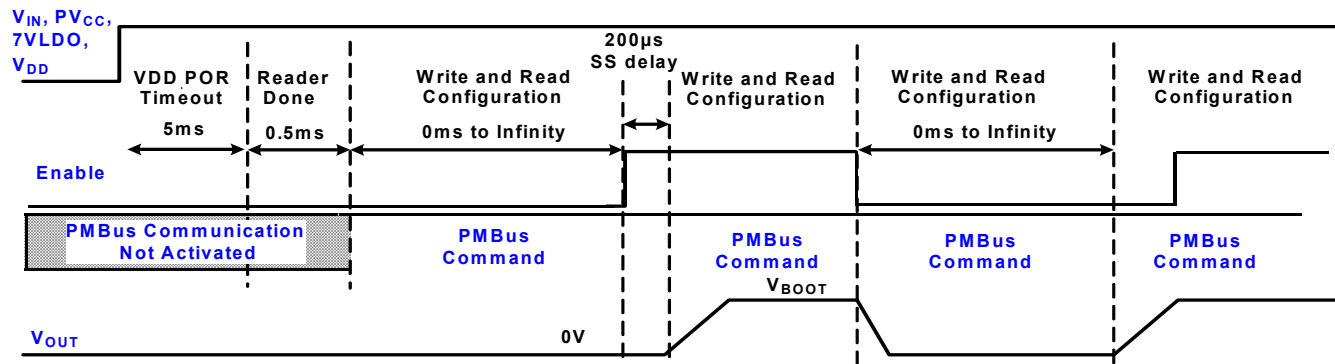 VIN, PVCC,
7VLDO,
VDD
VDD POR
Timeout
5ms
Reader
Done
0.5ms
Write and Read
Configuration
0ms to Infinity
200µs
SS delay
Write and Read
Configuration
Write and Read
Configuration
0ms to Infinity
Write and Read
Configuration
Enable
PMBus Communication
Not Activated
PMBus
Command
PMBus
Command
PMBus
Command
PMBus
Command
VBOOT
VOUT
0V